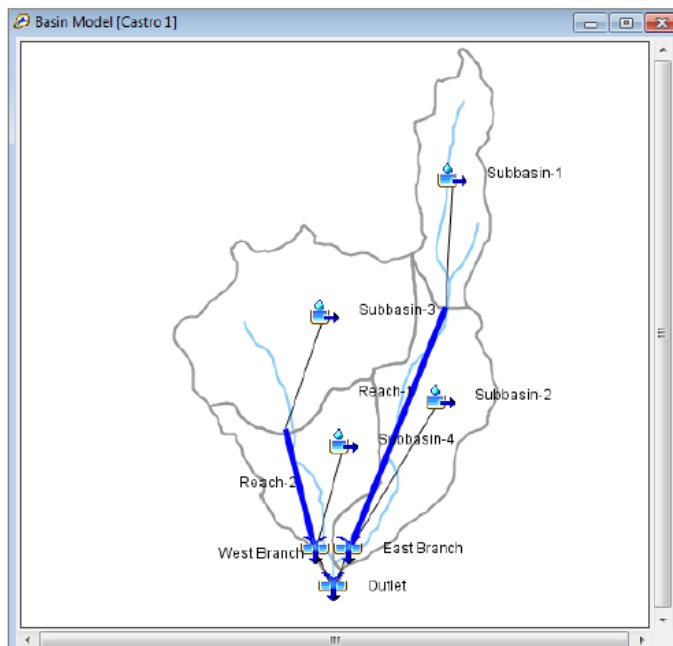 Basin Model [Castro 1]
Subbasin-1
Subbasin-3
Reach-1
Subbasin-2
Subbasin-4
Reach-2
West Branch
East Branch
Outlet